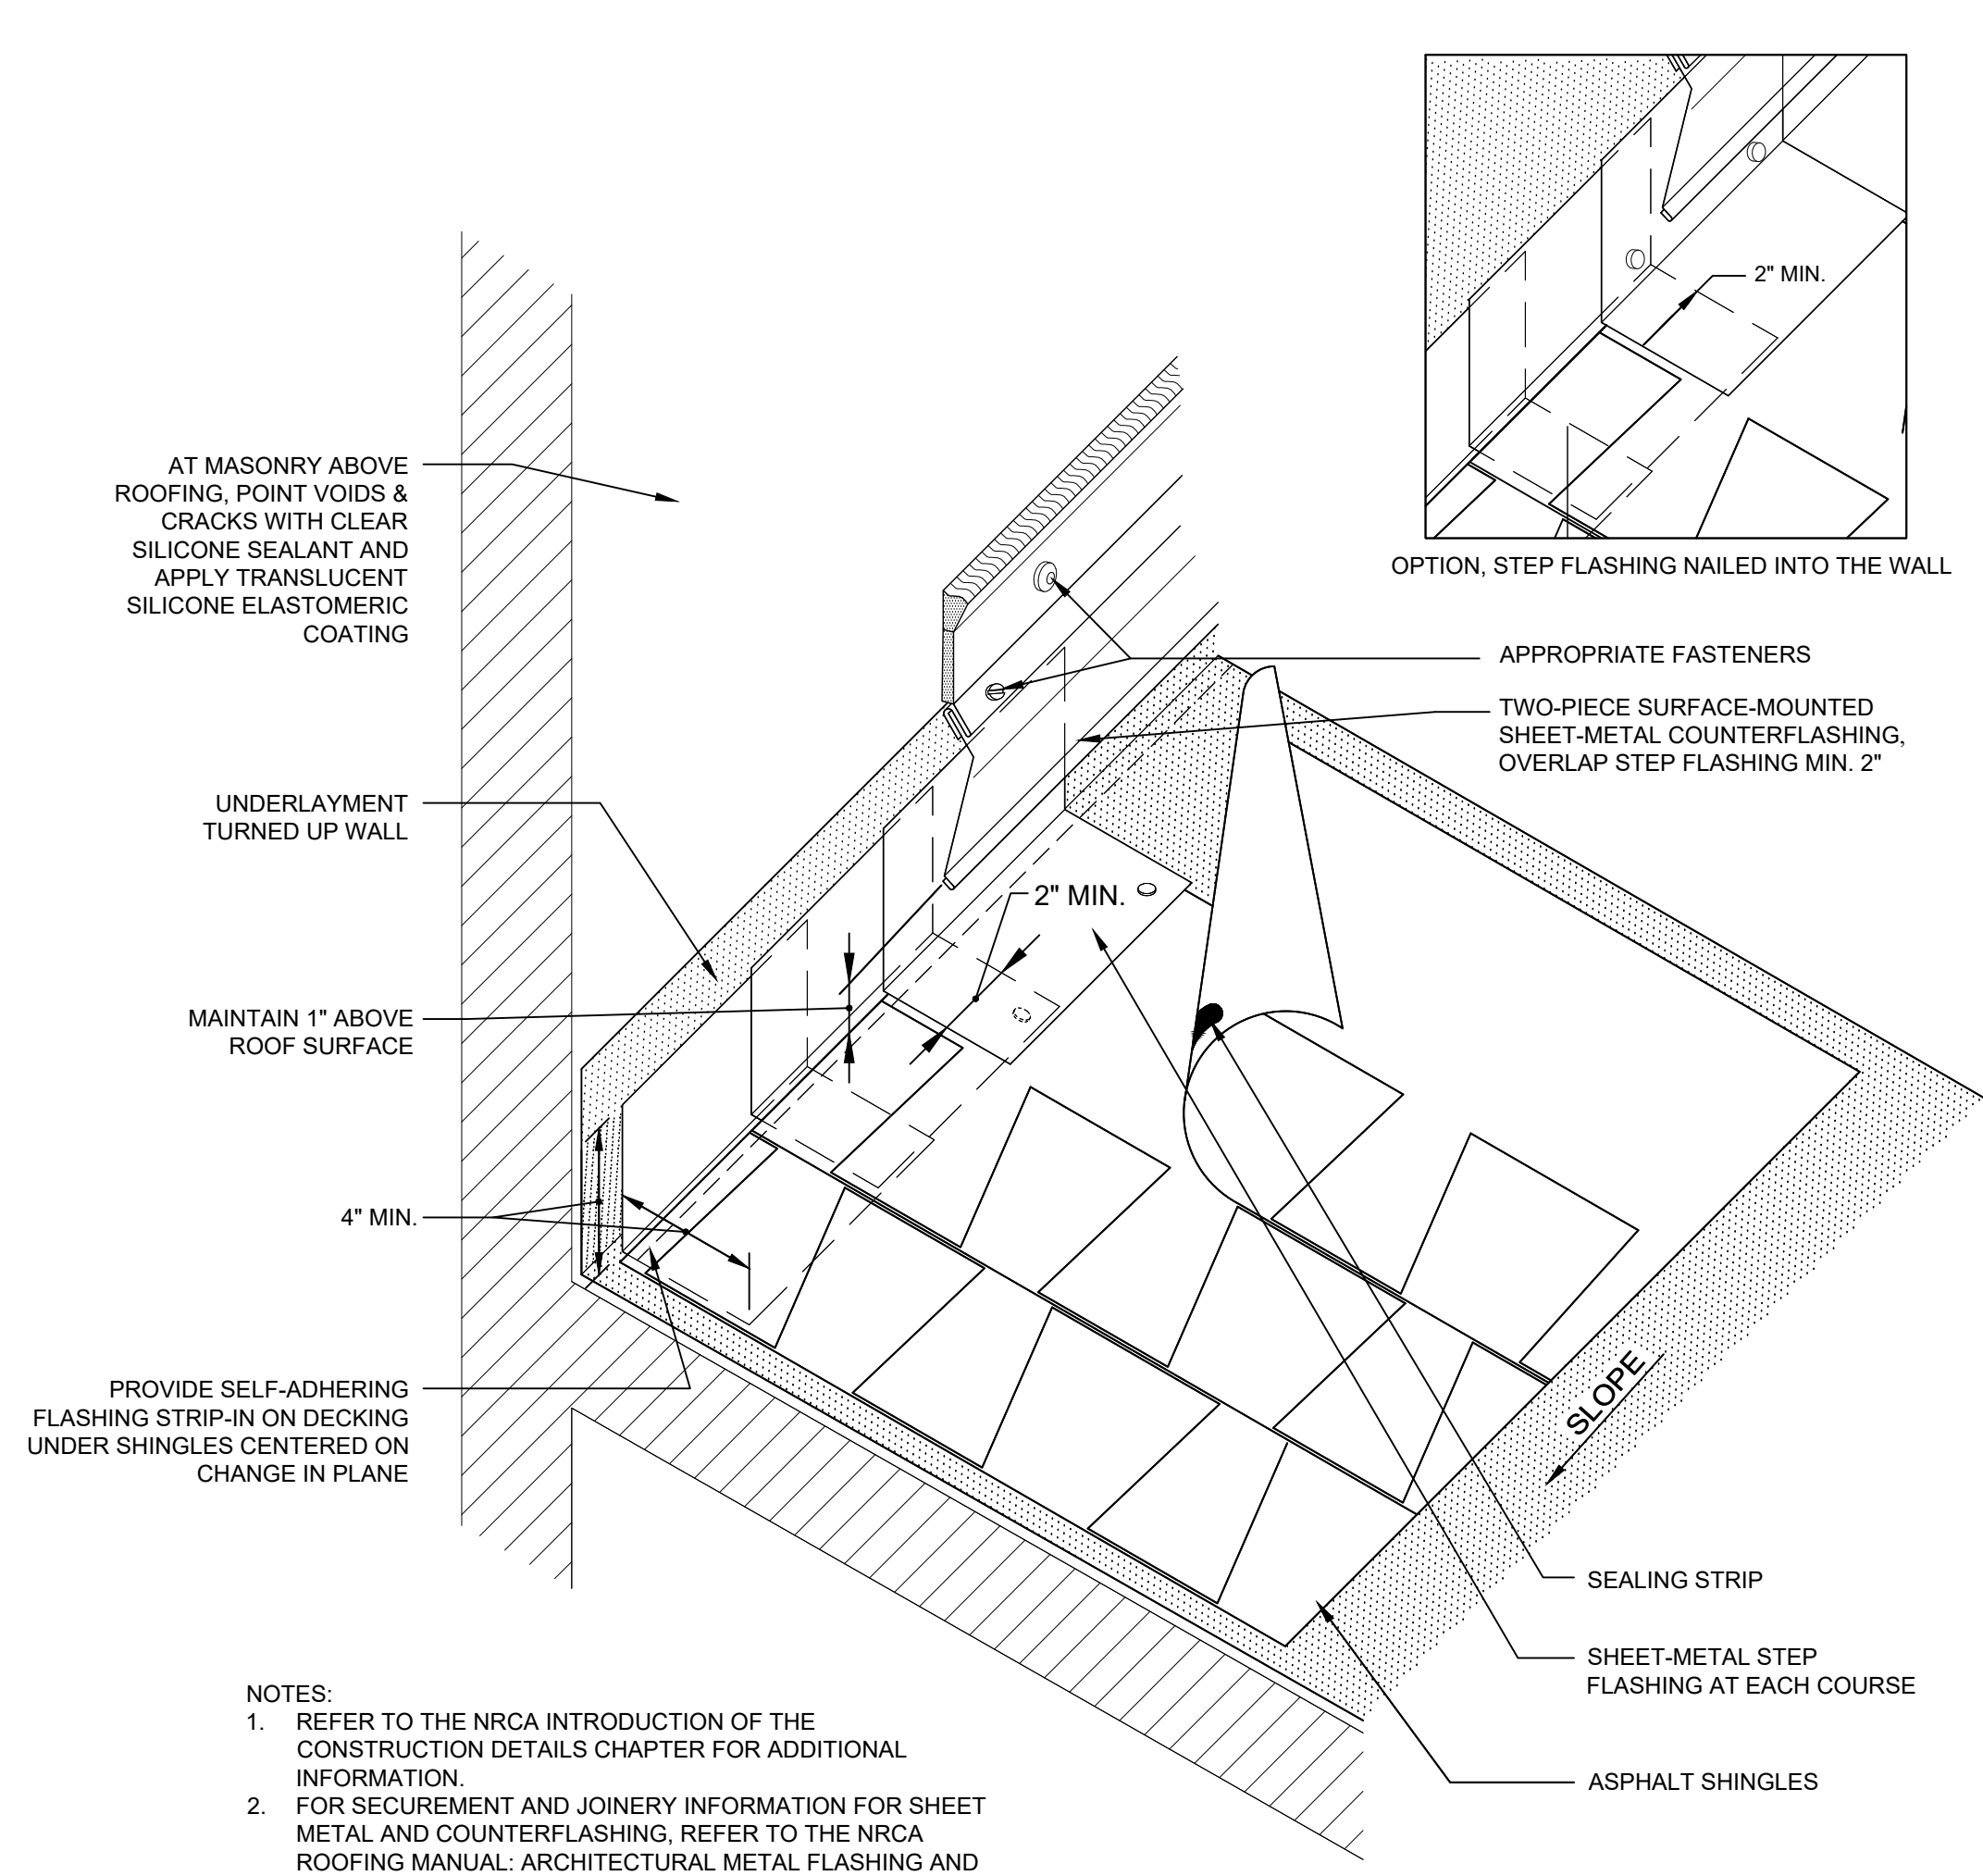 2" MIN.
OPTION, STEP FLASHING NAILED INTO THE WALL
AT MASONRY ABOVE
ROOFING, POINT VOIDS &
CRACKS WITH CLEAR
SILICONE SEALANT AND
APPLY TRANSLUCENT
SILICONE ELASTOMERIC
COATING
APPROPRIATE FASTENERS
TWO-PIECE SURFACE-MOUNTED
SHEET-METAL COUNTERFLASHING,
OVERLAP STEP FLASHING MIN. 2"
UNDERLAYMENT
TURNED UP WALL
2" MIN.
MAINTAIN 1" ABOVE
ROOF SURFACE
4" MIN.
PROVIDE SELF-ADHERING
FLASHING STRIP-IN ON DECKING
UNDER SHINGLES CENTERED ON
CHANGE IN PLANE
SLOPE
SEALING STRIP
SHEET-METAL STEP
FLASHING AT EACH COURSE
ASPHALT SHINGLES
NOTES:
1. REFER TO THE NRCA INTRODUCTION OF THE
CONSTRUCTION DETAILS CHAPTER FOR ADDITIONAL
INFORMATION.
2. FOR SECUREMENT AND JOINERY INFORMATION FOR SHEET
METAL AND COUNTERFLASHING, REFER TO THE NRCA
ROOFING MANUAL: ARCHITECTURAL METAL FLASHING AND